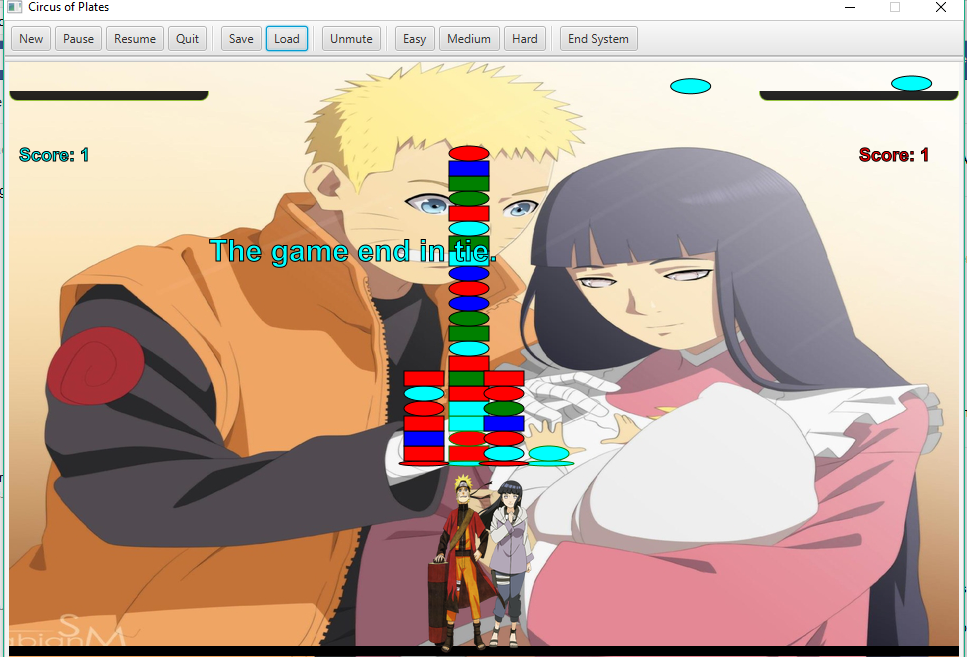 Circus of Plates
New Pause Resume Quit Save Load Unmute Easy Medium Hard End System
Score: 1 Score: 1
The game end in tie.
SM